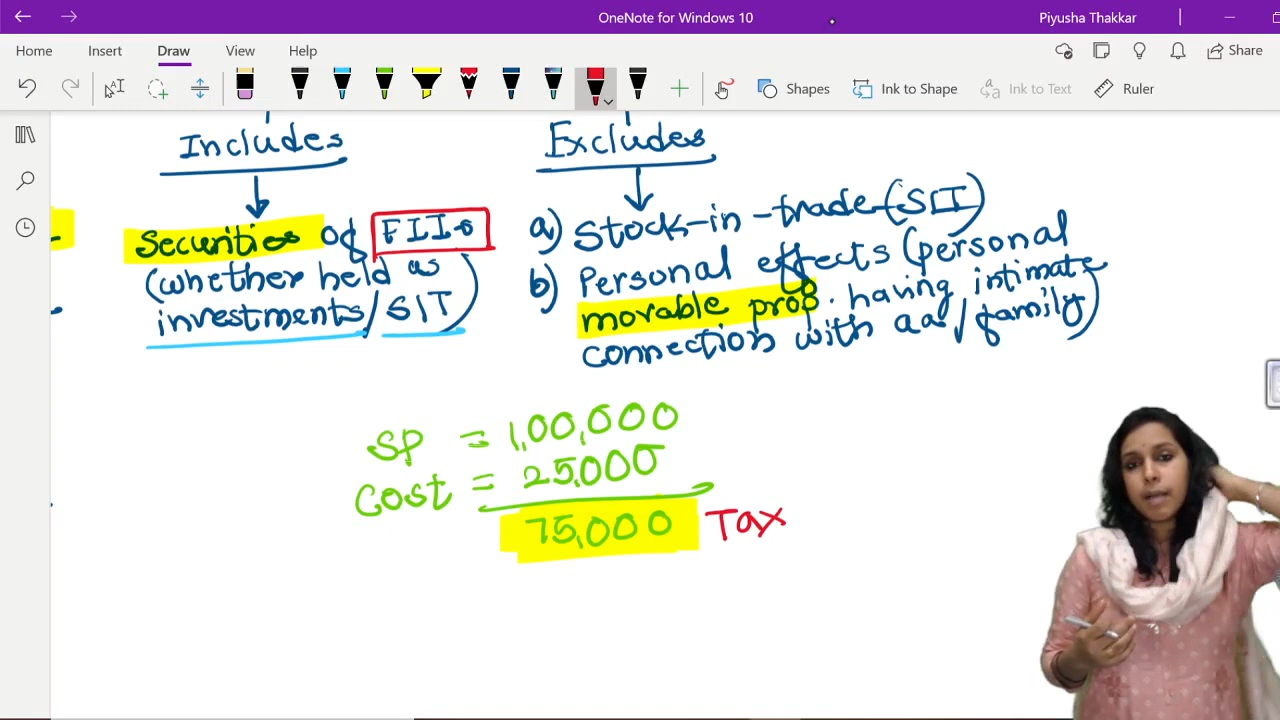 OneNote for Windows 10
Piyusha Thakkar
Home Insert Draw View Help
Share
Shapes
Ink to Shape
Ink to Text
Ruler
Includes
Securities of FIIs
(whether held as
investments/SIT)
Excludes
a) Stock-in-trade (SIT)
b) Personal effects (personal
movable prop. having intimate
connection with aa/family)
SP = 1,00,000
Cost = 25,000
75,000 Tax